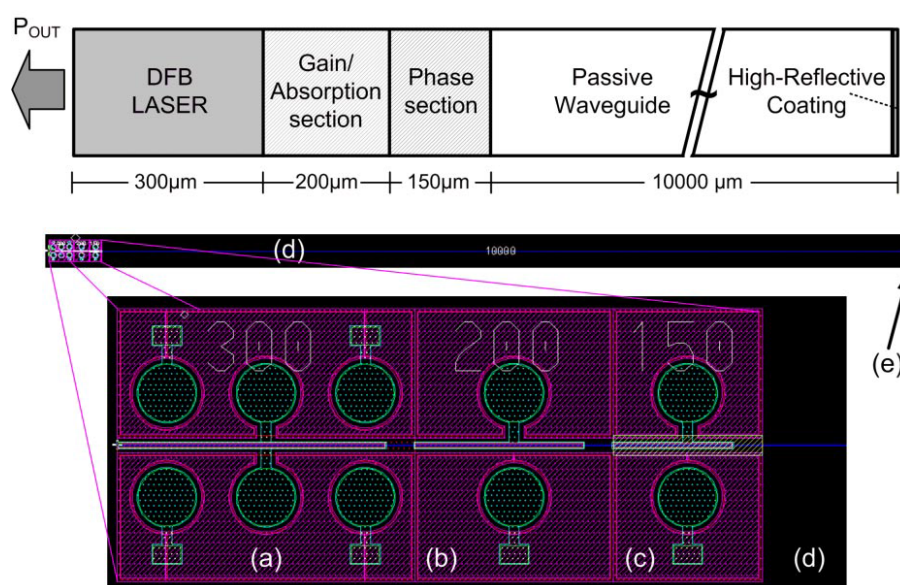 P_OUT
DFB
LASER
Gain/
Absorption
section
Phase
section
Passive
Waveguide
High-Reflective
Coating
300µm
200µm
150µm
10000 µm
(d)
10000
(e)
300
200
150
(a)
(b)
(c)
(d)